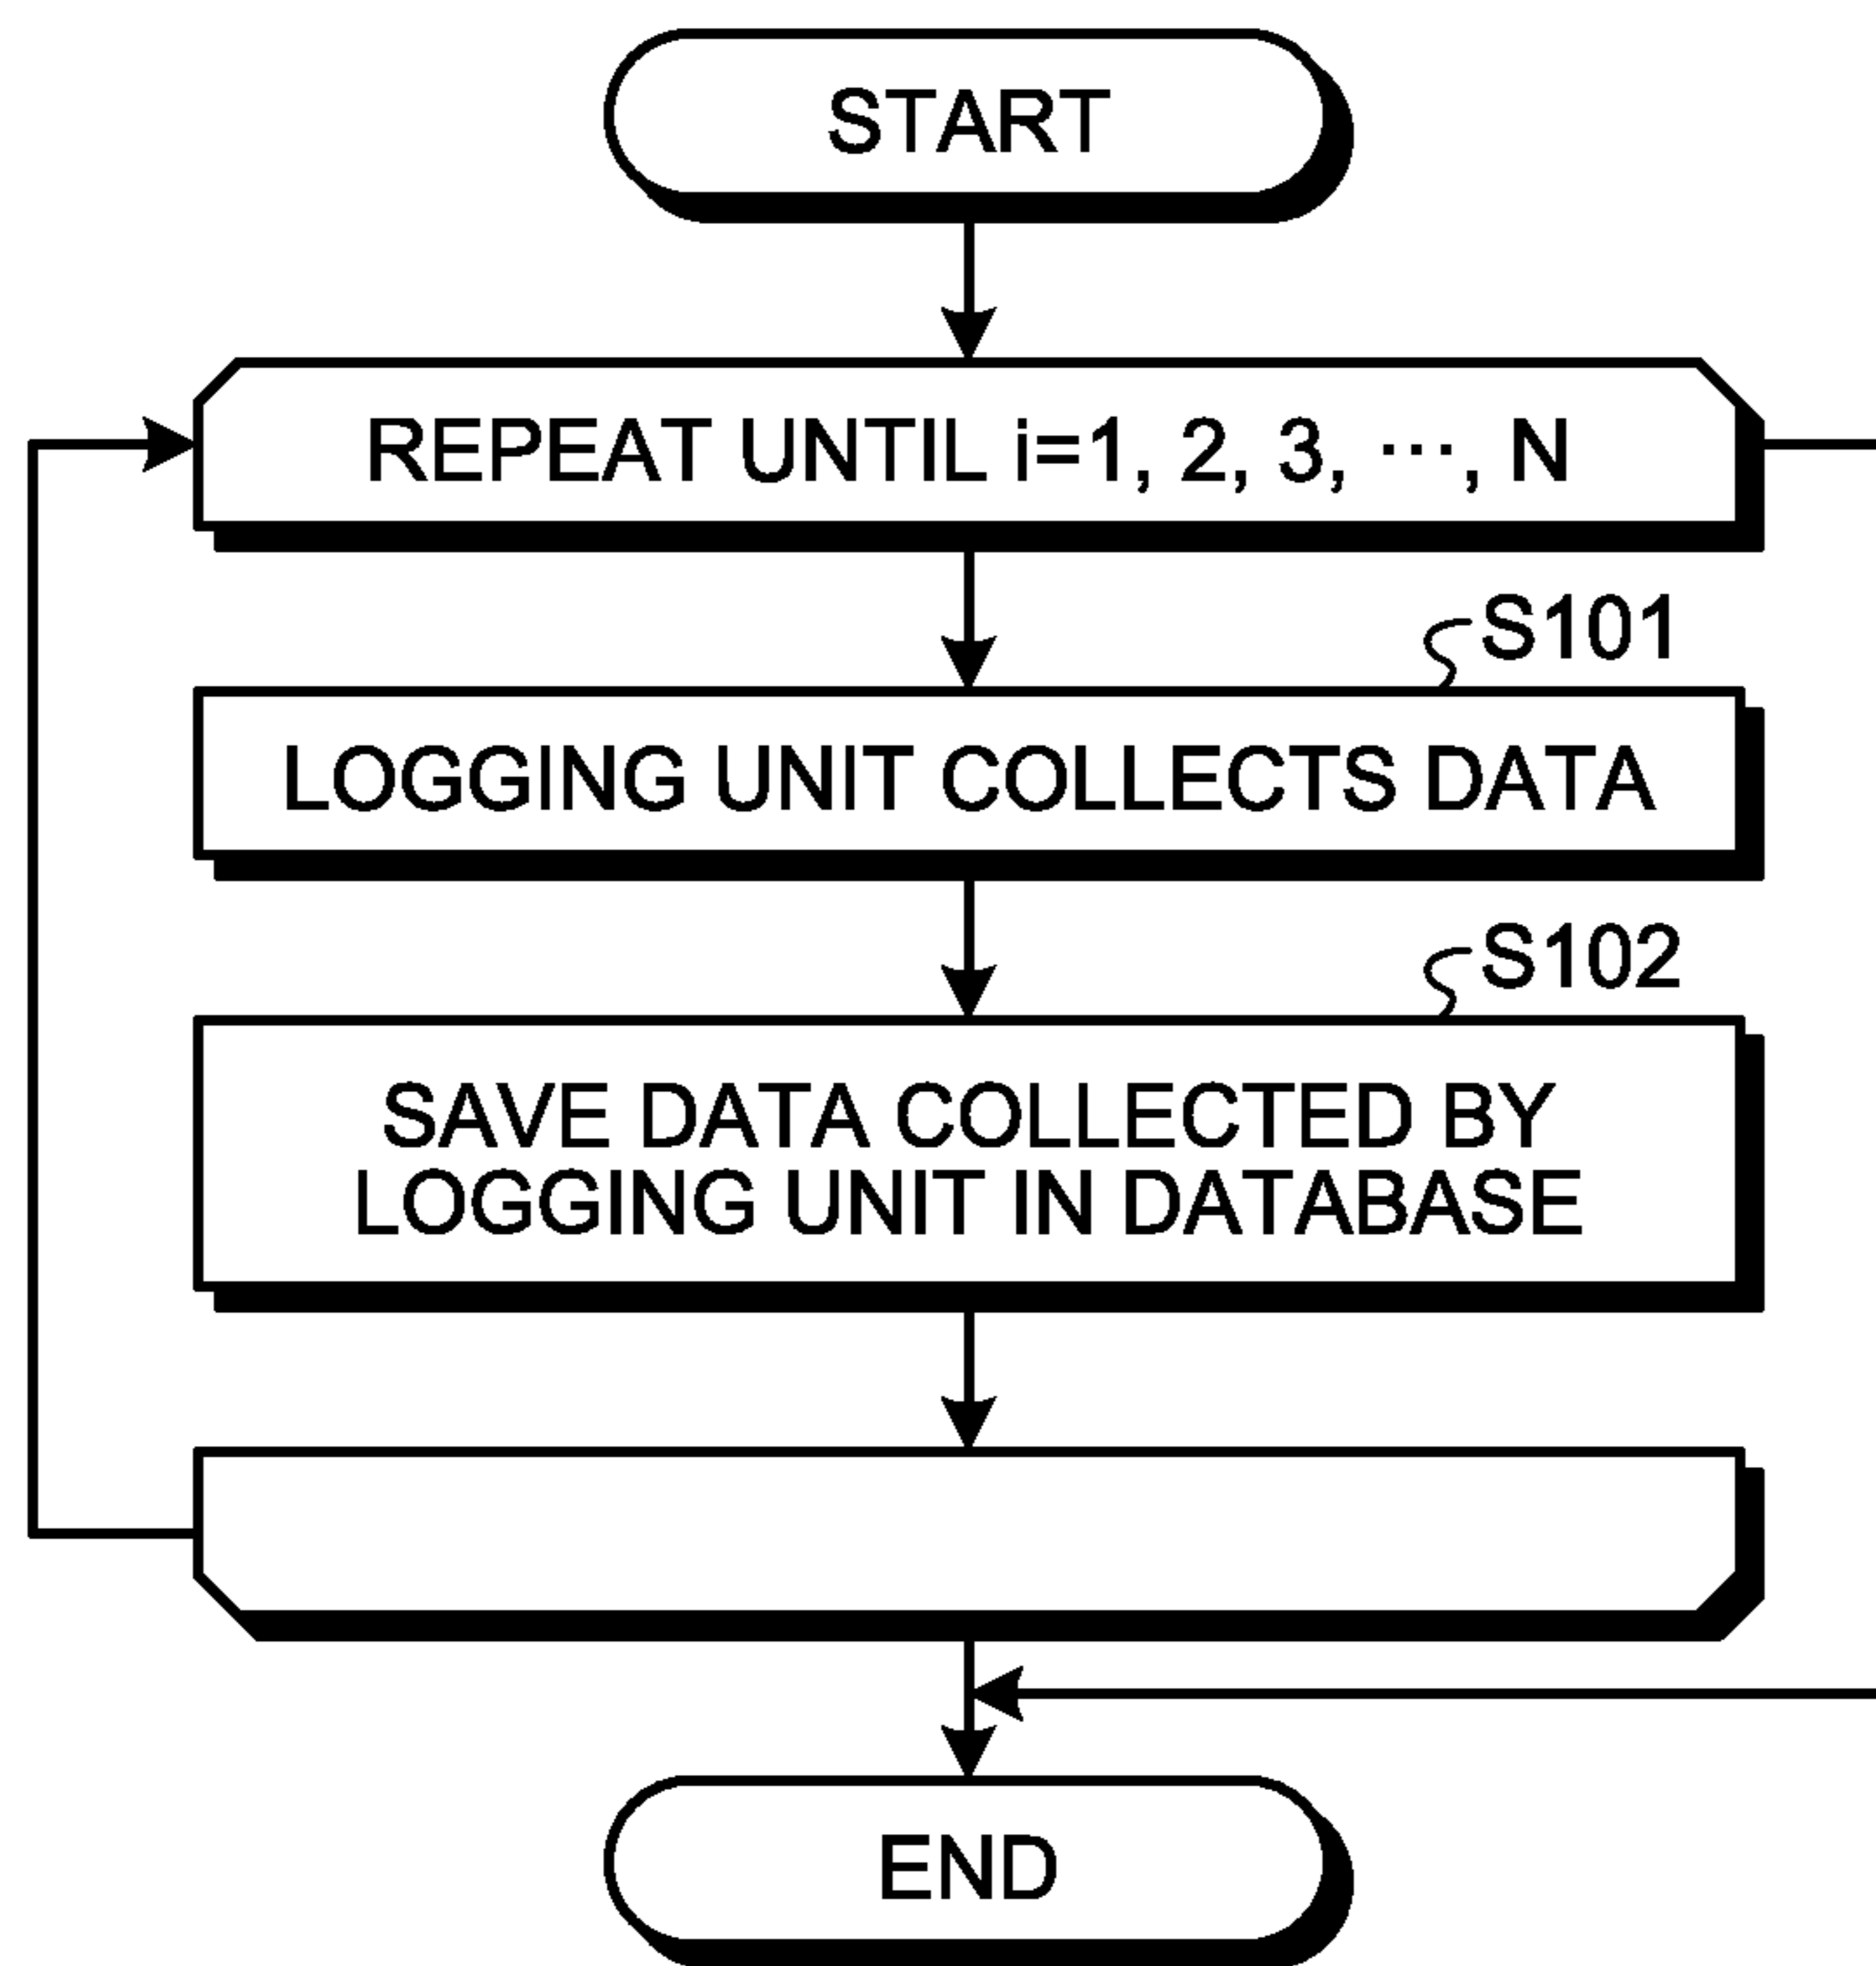 START
REPEAT UNTIL i=1, 2, 3, ···, N
S101
LOGGING UNIT COLLECTS DATA
S102
SAVE DATA COLLECTED BY
LOGGING UNIT IN DATABASE
END